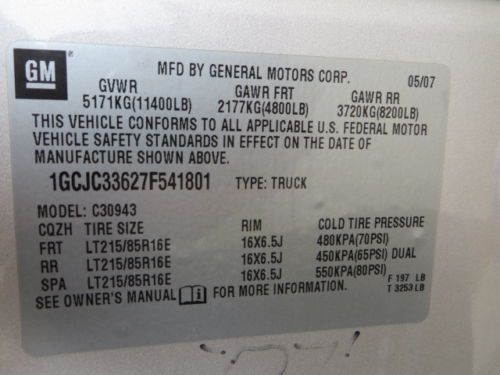 GM
MFD BY GENERAL MOTORS CORP. 05/07
GVWR GAWR FRT GAWR RR
5171KG(11400LB) 2177KG(4800LB) 3720KG(8200LB)
THIS VEHICLE CONFORMS TO ALL APPLICABLE U.S. FEDERAL MOTOR
VEHICLE SAFETY STANDARDS IN EFFECT ON THE DATE OF
MANUFACTURE SHOWN ABOVE.
1GCJC33627F541801 TYPE: TRUCK
MODEL: C30943
CQZH TIRE SIZE RIM COLD TIRE PRESSURE
FRT LT215/85R16E 16X6.5J 480KPA(70PSI)
RR LT215/85R16E 16X6.5J 450KPA(65PSI) DUAL
SPA LT215/85R16E 16X6.5J 550KPA(80PSI)
SEE OWNER'S MANUAL FOR MORE INFORMATION.
F 197 LB
T 3253 LB